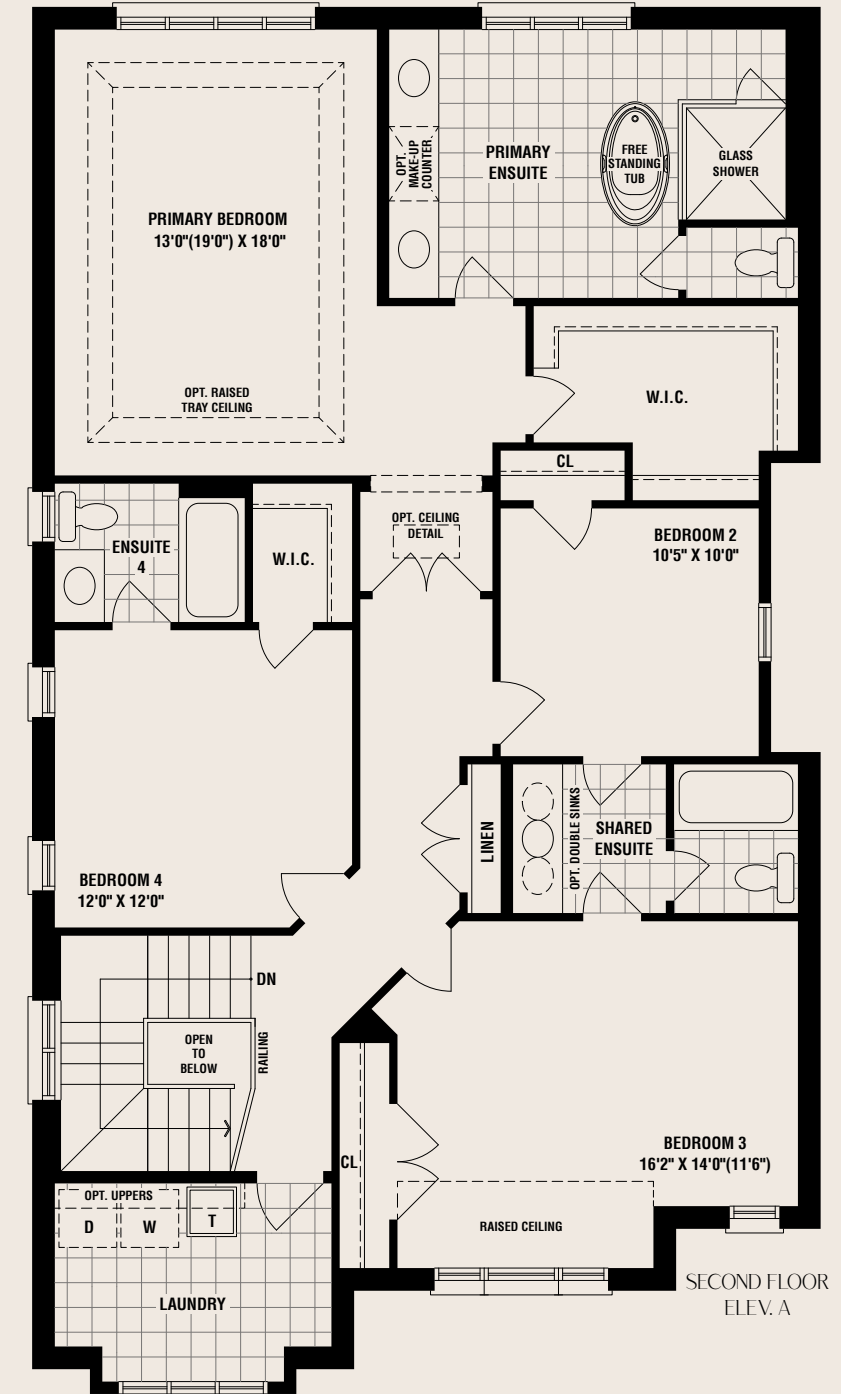 PRIMARY BEDROOM
13'0"(19'0") X 18'0"
OPT. RAISED
TRAY CEILING
OPT.
MAKE-UP
COUNTER
PRIMARY
ENSUITE
FREE
STANDING
TUB
GLASS
SHOWER
W.I.C.
CL
OPT. CEILING
DETAIL
BEDROOM 2
10'5" X 10'0"
ENSUITE
4
W.I.C.
BEDROOM 4
12'0" X 12'0"
LINEN
OPT. DOUBLE SINKS
SHARED
ENSUITE
DN
OPEN
TO
BELOW
RAILING
CL
BEDROOM 3
16'2" X 14'0"(11'6")
RAISED CEILING
OPT. UPPERS
D
W
T
LAUNDRY
SECOND FLOOR
ELEV. A